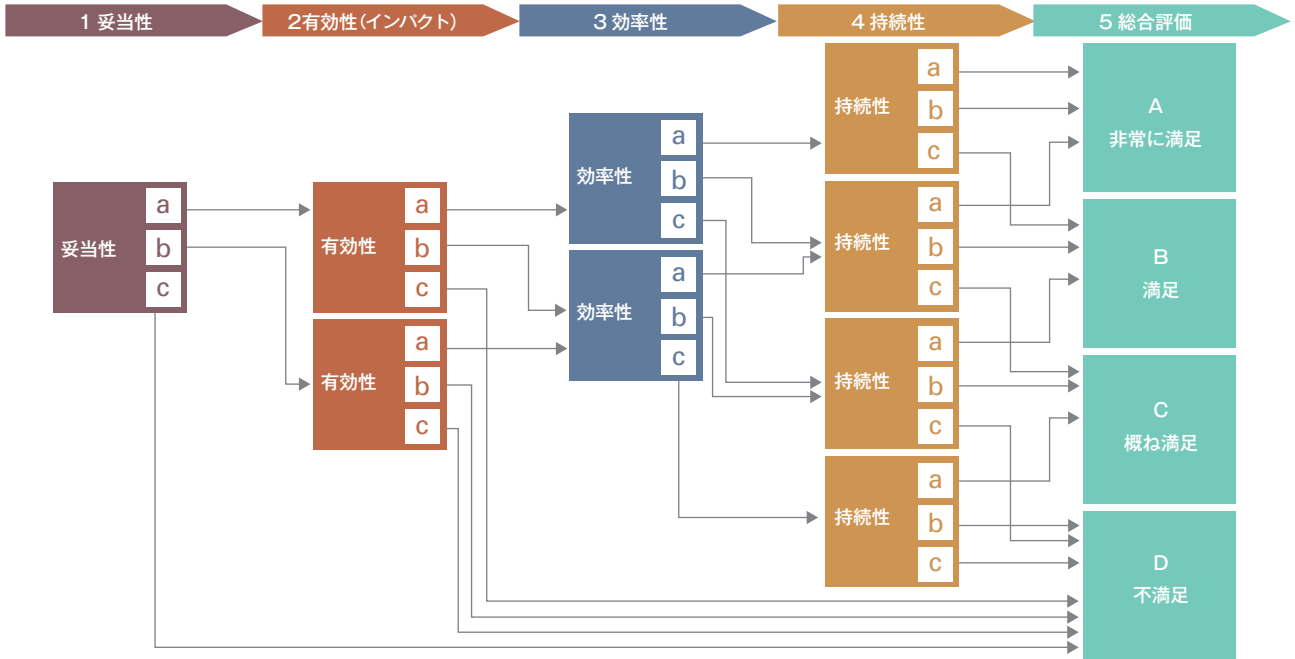 1 妥当性
2有効性(インパクト)
3 効率性
4 持続性
5 総合評価
妥当性
a
b
c
有効性
a
b
c
有効性
a
b
c
効率性
a
b
c
効率性
a
b
c
持続性
a
b
c
持続性
a
b
c
持続性
a
b
c
持続性
a
b
c
A
非常に満足
B
満足
C
概ね満足
D
不満足